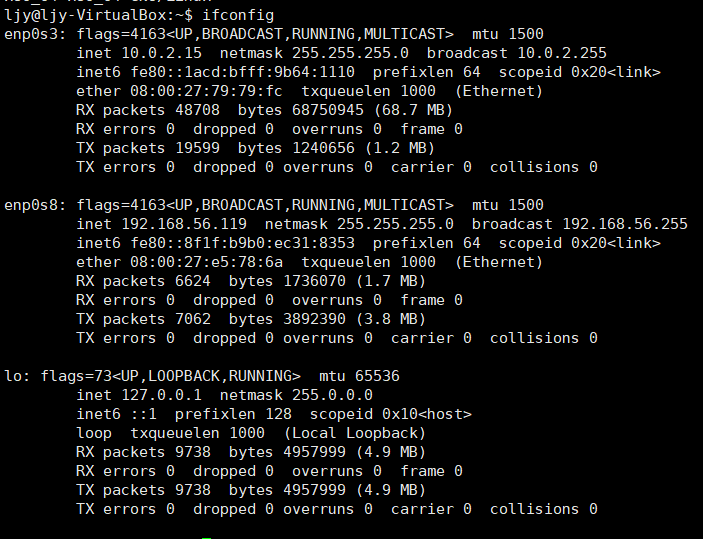 ljy@ljy-VirtualBox:~$ ifconfig
enp0s3: flags=4163<UP,BROADCAST,RUNNING,MULTICAST>  mtu 1500
        inet 10.0.2.15  netmask 255.255.255.0  broadcast 10.0.2.255
        inet6 fe80::1acd:bfff:9b64:1110  prefixlen 64  scopeid 0x20<link>
        ether 08:00:27:79:79:fc  txqueuelen 1000  (Ethernet)
        RX packets 48708  bytes 68750945 (68.7 MB)
        RX errors 0  dropped 0  overruns 0  frame 0
        TX packets 19599  bytes 1240656 (1.2 MB)
        TX errors 0  dropped 0 overruns 0  carrier 0  collisions 0

enp0s8: flags=4163<UP,BROADCAST,RUNNING,MULTICAST>  mtu 1500
        inet 192.168.56.119  netmask 255.255.255.0  broadcast 192.168.56.255
        inet6 fe80::8f1f:b9b0:ec31:8353  prefixlen 64  scopeid 0x20<link>
        ether 08:00:27:e5:78:6a  txqueuelen 1000  (Ethernet)
        RX packets 6624  bytes 1736070 (1.7 MB)
        RX errors 0  dropped 0  overruns 0  frame 0
        TX packets 7062  bytes 3892390 (3.8 MB)
        TX errors 0  dropped 0 overruns 0  carrier 0  collisions 0

lo: flags=73<UP,LOOPBACK,RUNNING>  mtu 65536
        inet 127.0.0.1  netmask 255.0.0.0
        inet6 ::1  prefixlen 128  scopeid 0x10<host>
        loop  txqueuelen 1000  (Local Loopback)
        RX packets 9738  bytes 4957999 (4.9 MB)
        RX errors 0  dropped 0  overruns 0  frame 0
        TX packets 9738  bytes 4957999 (4.9 MB)
        TX errors 0  dropped 0 overruns 0  carrier 0  collisions 0